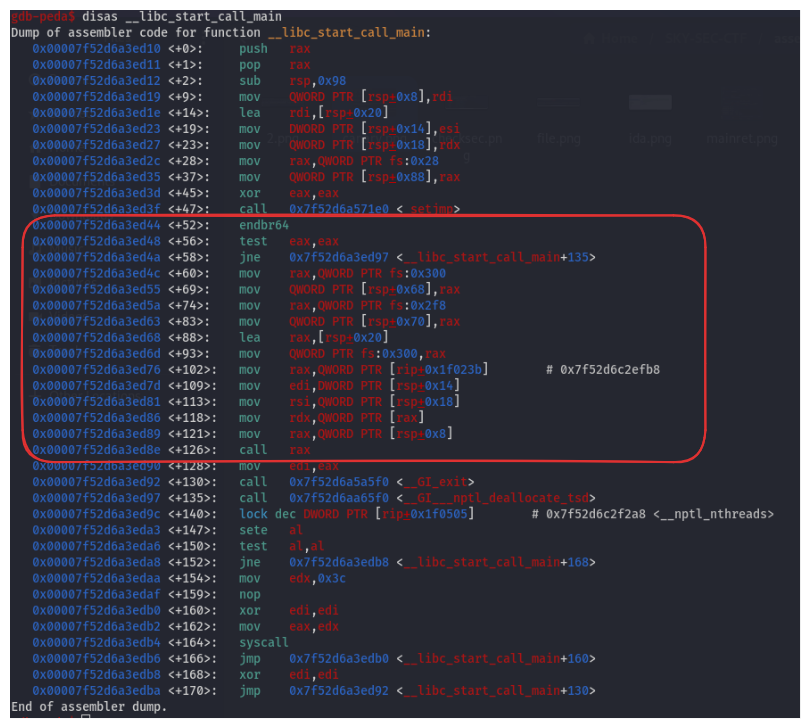 gdb-peda$ disas __libc_start_call_main
Dump of assembler code for function __libc_start_call_main:
0x00007f52d6a3ed10 <+0>: push rax
0x00007f52d6a3ed11 <+1>: pop rax
0x00007f52d6a3ed12 <+2>: sub rsp,0x98
0x00007f52d6a3ed19 <+9>: mov QWORD PTR [rsp+0x8],rdi
0x00007f52d6a3ed1e <+14>: lea rdi,[rsp+0x20]
0x00007f52d6a3ed23 <+19>: mov DWORD PTR [rsp+0x14],esi
0x00007f52d6a3ed27 <+23>: mov QWORD PTR [rsp+0x18],rdx
0x00007f52d6a3ed2c <+28>: mov rax,QWORD PTR fs:0x28
0x00007f52d6a3ed35 <+37>: mov QWORD PTR [rsp+0x88],rax
0x00007f52d6a3ed3d <+45>: xor eax,eax
0x00007f52d6a3ed3f <+47>: call 0x7f52d6a571e0 <_setjmp>
0x00007f52d6a3ed44 <+52>: endbr64
0x00007f52d6a3ed48 <+56>: test eax,eax
0x00007f52d6a3ed4a <+58>: jne 0x7f52d6a3ed97 <__libc_start_call_main+135>
0x00007f52d6a3ed4c <+60>: mov rax,QWORD PTR fs:0x300
0x00007f52d6a3ed55 <+69>: mov QWORD PTR [rsp+0x68],rax
0x00007f52d6a3ed5a <+74>: mov rax,QWORD PTR fs:0x2f8
0x00007f52d6a3ed63 <+83>: mov QWORD PTR [rsp+0x70],rax
0x00007f52d6a3ed68 <+88>: lea rax,[rsp+0x20]
0x00007f52d6a3ed6d <+93>: mov QWORD PTR fs:0x300,rax
0x00007f52d6a3ed76 <+102>: mov rax,QWORD PTR [rip+0x1f023b] # 0x7f52d6c2efb8
0x00007f52d6a3ed7d <+109>: mov edi,DWORD PTR [rsp+0x14]
0x00007f52d6a3ed81 <+113>: mov rsi,QWORD PTR [rsp+0x18]
0x00007f52d6a3ed86 <+118>: mov rdx,QWORD PTR [rax]
0x00007f52d6a3ed89 <+121>: mov rax,QWORD PTR [rsp+0x8]
0x00007f52d6a3ed8e <+126>: call rax
0x00007f52d6a3ed90 <+128>: mov edi,eax
0x00007f52d6a3ed92 <+130>: call 0x7f52d6a5a5f0 <__GI_exit>
0x00007f52d6a3ed97 <+135>: call 0x7f52d6aa65f0 <__GI___nptl_deallocate_tsd>
0x00007f52d6a3ed9c <+140>: lock dec DWORD PTR [rip+0x1f0505] # 0x7f52d6c2f2a8 <__nptl_nthreads>
0x00007f52d6a3eda3 <+147>: sete al
0x00007f52d6a3eda6 <+150>: test al,al
0x00007f52d6a3eda8 <+152>: jne 0x7f52d6a3edb8 <__libc_start_call_main+168>
0x00007f52d6a3edaa <+154>: mov edx,0x3c
0x00007f52d6a3edaf <+159>: nop
0x00007f52d6a3edb0 <+160>: xor edi,edi
0x00007f52d6a3edb2 <+162>: mov eax,edx
0x00007f52d6a3edb4 <+164>: syscall
0x00007f52d6a3edb6 <+166>: jmp 0x7f52d6a3edb0 <__libc_start_call_main+160>
0x00007f52d6a3edb8 <+168>: xor edi,edi
0x00007f52d6a3edba <+170>: jmp 0x7f52d6a3ed92 <__libc_start_call_main+130>
End of assembler dump.
file.png
ida.png
mainret.png